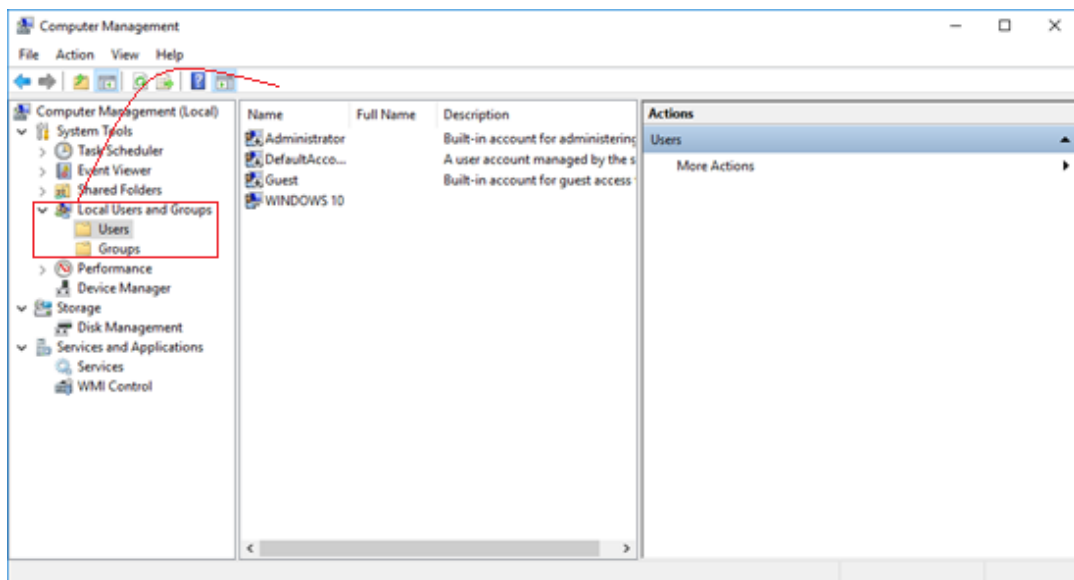 Computer Management
File Action View Help
Computer Management (Local)
System Tools
Task Scheduler
Event Viewer
Shared Folders
Local Users and Groups
Users
Groups
Performance
Device Manager
Storage
Disk Management
Services and Applications
Services
WMI Control
Name Full Name Description
Administrator Built-in account for administering
DefaultAcco... A user account managed by the s
Guest Built-in account for guest access
WINDOWS 10
Actions
Users
More Actions